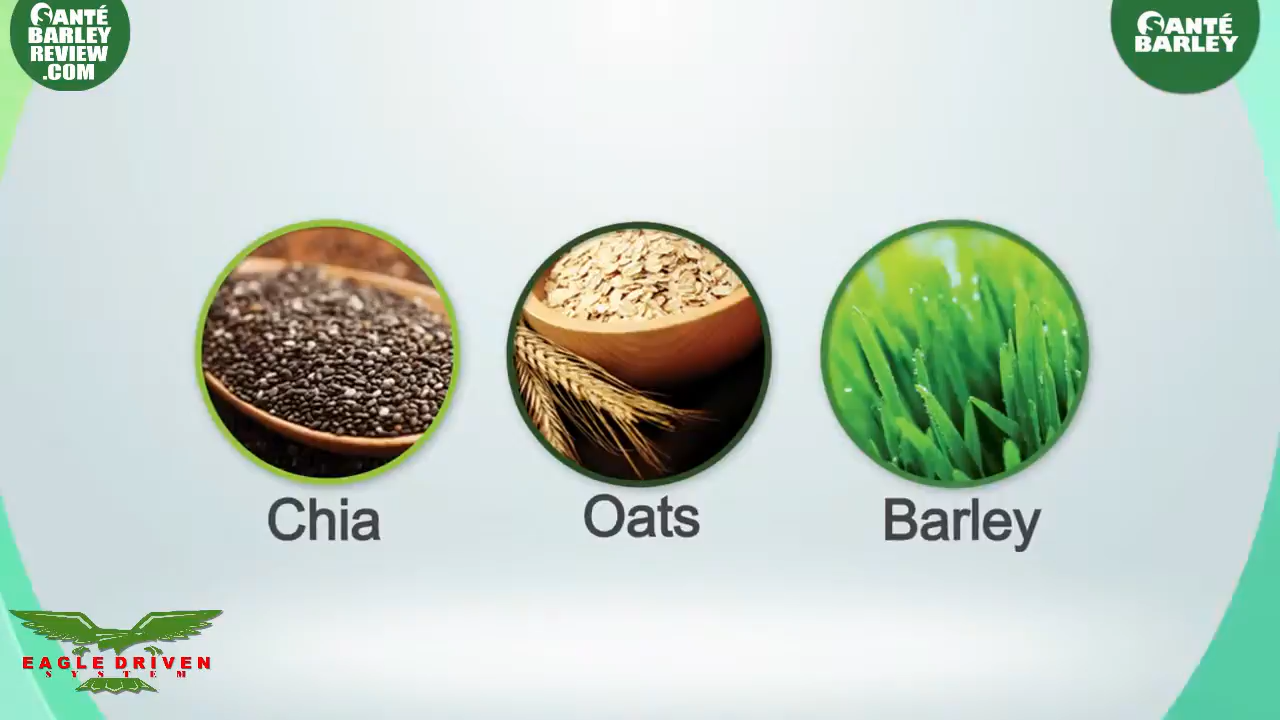 SANTÉ
BARLEY
REVIEW
.COM
SANTÉ
BARLEY
Chia
Oats
Barley
EAGLE DRIVEN
SYSTEM